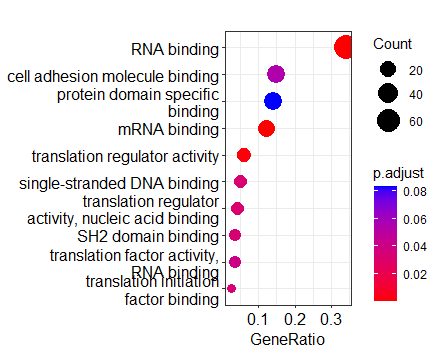 RNA binding
cell adhesion molecule binding
protein domain specific
binding
mRNA binding
translation regulator activity
single-stranded DNA binding
translation regulator
activity, nucleic acid binding
SH2 domain binding
translation factor activity,
RNA binding
translation initiation
factor binding
0.1 0.2 0.3
GeneRatio
Count
20
40
60
p.adjust
0.08
0.06
0.04
0.02